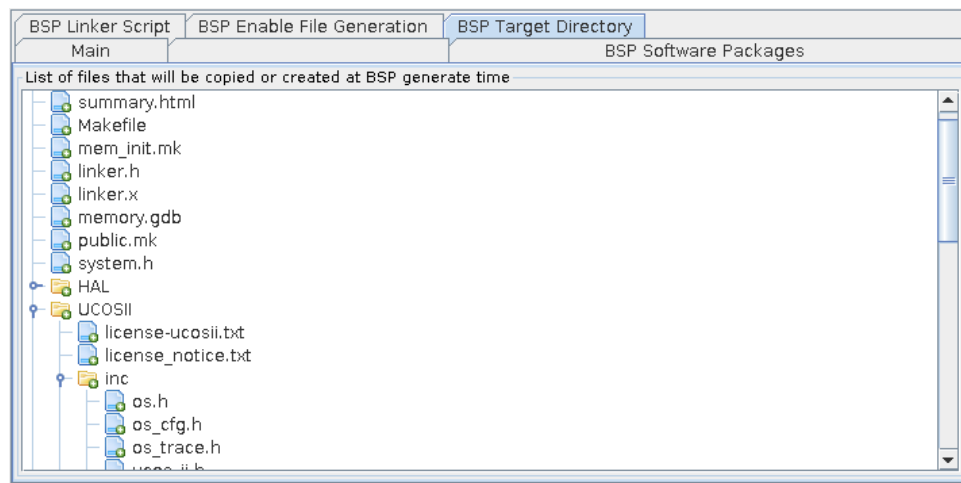 BSP Linker Script BSP Enable File Generation BSP Target Directory
Main BSP Software Packages
List of files that will be copied or created at BSP generate time
summary.html
Makefile
mem_init.mk
linker.h
linker.x
memory.gdb
public.mk
system.h
HAL
UCOSII
license-ucosii.txt
license_notice.txt
inc
os.h
os_cfg.h
os_trace.h